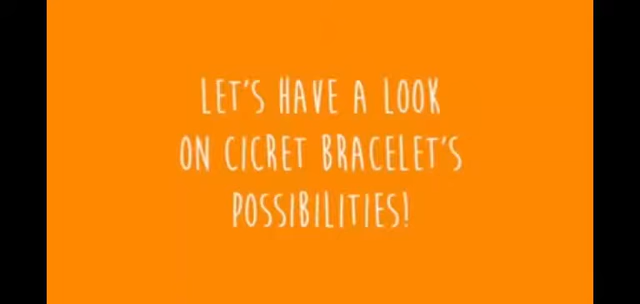 LET'S HAVE A LOOK
ON CICRET BRACELET'S
POSSIBILITIES!